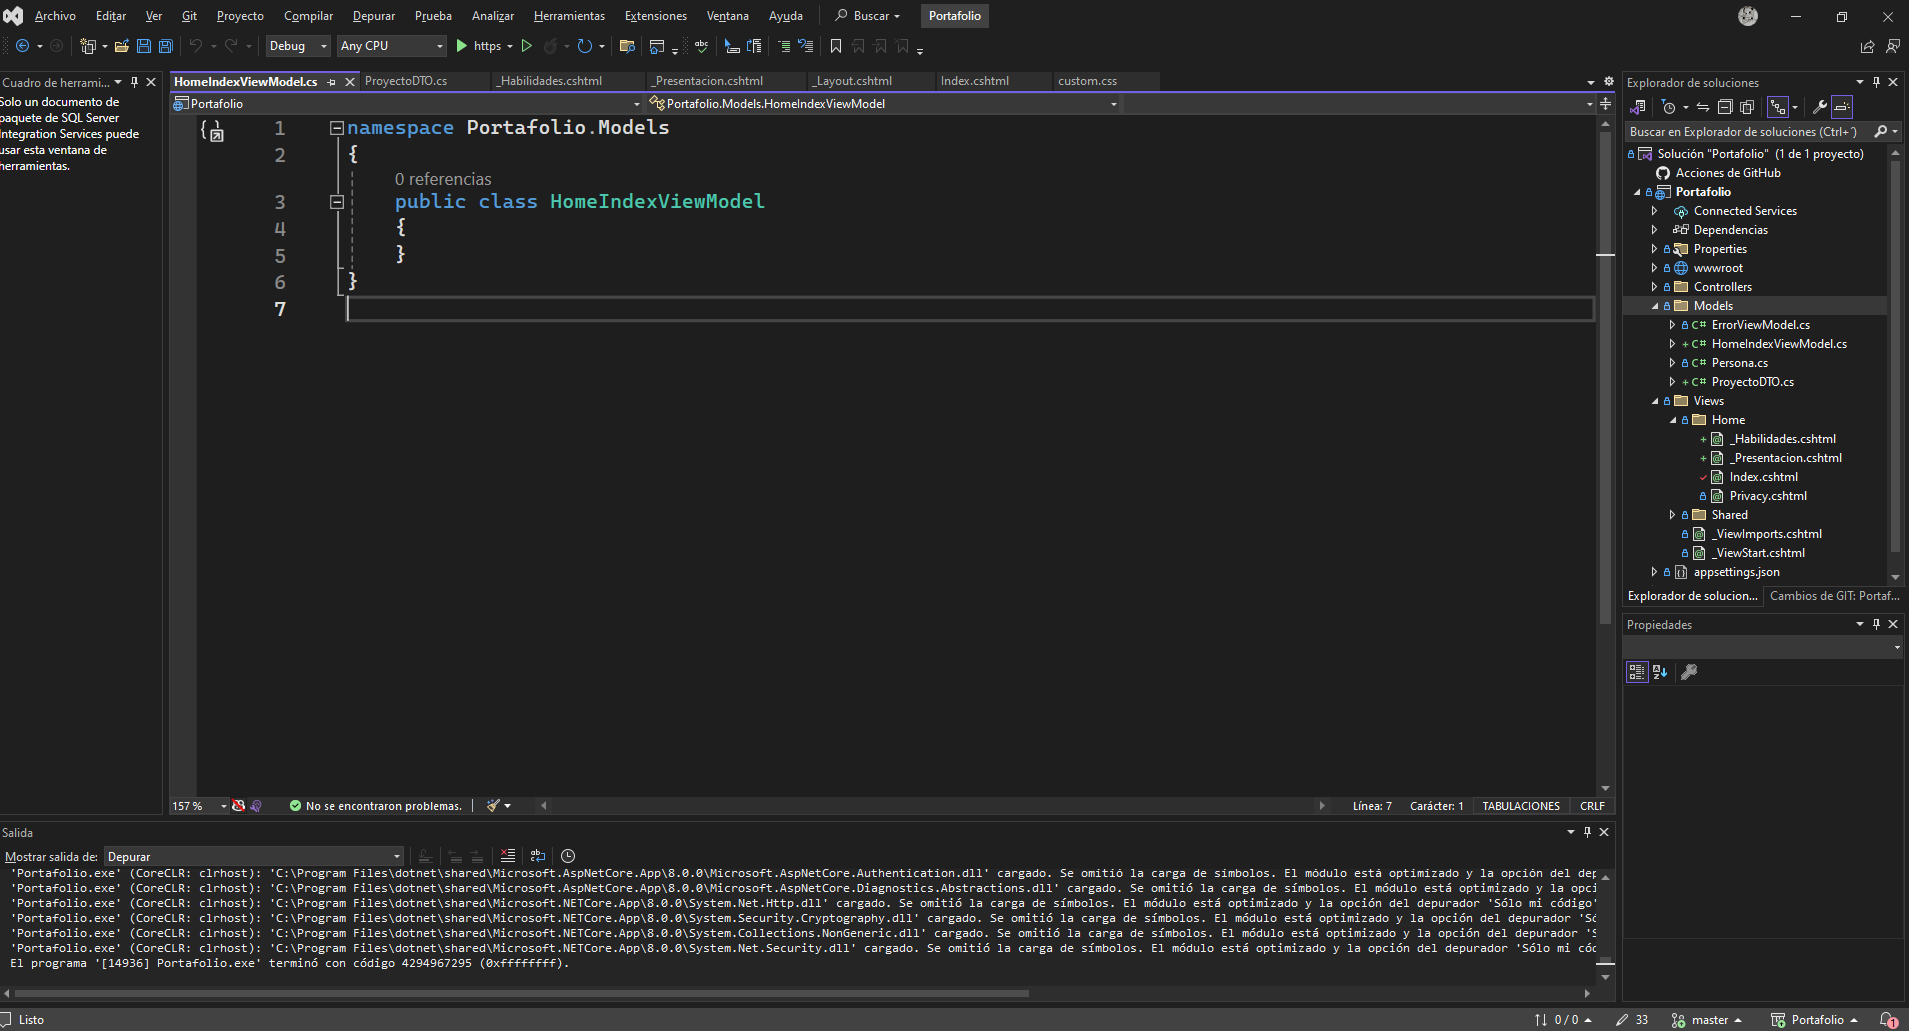 Archivo Editar Ver Git Proyecto Compilar Depurar Prueba Analizar Herramientas Extensiones Ventana Ayuda Buscar Portafolio
Debug Any CPU https
Cuadro de herrami...
Solo un documento de
paquete de SQL Server
Integration Services puede
usar esta ventana de
herramientas.
HomeIndexViewModel.cs ProyectoDTO.cs _Habilidades.cshtml _Presentacion.cshtml _Layout.cshtml Index.cshtml custom.css
Portafolio Portafolio.Models.HomeIndexViewModel
1 namespace Portafolio.Models
2 {
0 referencias
3 public class HomeIndexViewModel
4 {
5 }
6 }
7
157 % No se encontraron problemas. Línea: 7 Carácter: 1 TABULACIONES CRLF
Salida
Mostrar salida de: Depurar
'Portafolio.exe' (CoreCLR: clrhost): 'C:\Program Files\dotnet\shared\Microsoft.AspNetCore.App\8.0.0\Microsoft.AspNetCore.Authentication.dll' cargado. Se omitió la carga de símbolos. El módulo está optimizado y la opción del dep
'Portafolio.exe' (CoreCLR: clrhost): 'C:\Program Files\dotnet\shared\Microsoft.AspNetCore.App\8.0.0\Microsoft.AspNetCore.Diagnostics.Abstractions.dll' cargado. Se omitió la carga de símbolos. El módulo está optimizado y la opci
'Portafolio.exe' (CoreCLR: clrhost): 'C:\Program Files\dotnet\shared\Microsoft.NETCore.App\8.0.0\System.Net.Http.dll' cargado. Se omitió la carga de símbolos. El módulo está optimizado y la opción del depurador 'Sólo mi código'
'Portafolio.exe' (CoreCLR: clrhost): 'C:\Program Files\dotnet\shared\Microsoft.NETCore.App\8.0.0\System.Security.Cryptography.dll' cargado. Se omitió la carga de símbolos. El módulo está optimizado y la opción del depurador 'Só
'Portafolio.exe' (CoreCLR: clrhost): 'C:\Program Files\dotnet\shared\Microsoft.NETCore.App\8.0.0\System.Collections.NonGeneric.dll' cargado. Se omitió la carga de símbolos. El módulo está optimizado y la opción del depurador 'S
'Portafolio.exe' (CoreCLR: clrhost): 'C:\Program Files\dotnet\shared\Microsoft.NETCore.App\8.0.0\System.Net.Security.dll' cargado. Se omitió la carga de símbolos. El módulo está optimizado y la opción del depurador 'Sólo mi cód
El programa '[14936] Portafolio.exe' terminó con código 4294967295 (0xffffffff).
Explorador de soluciones
Buscar en Explorador de soluciones (Ctrl+´)
Solución "Portafolio" (1 de 1 proyecto)
Acciones de GitHub
Portafolio
Connected Services
Dependencias
Properties
wwwroot
Controllers
Models
C# ErrorViewModel.cs
+ C# HomeIndexViewModel.cs
C# Persona.cs
+ C# ProyectoDTO.cs
Views
Home
+ _Habilidades.cshtml
+ _Presentacion.cshtml
Index.cshtml
Privacy.cshtml
Shared
_ViewImports.cshtml
_ViewStart.cshtml
appsettings.json
Explorador de solucion... Cambios de GIT: Portaf...
Propiedades
Listo 0 / 0 33 master Portafolio 1